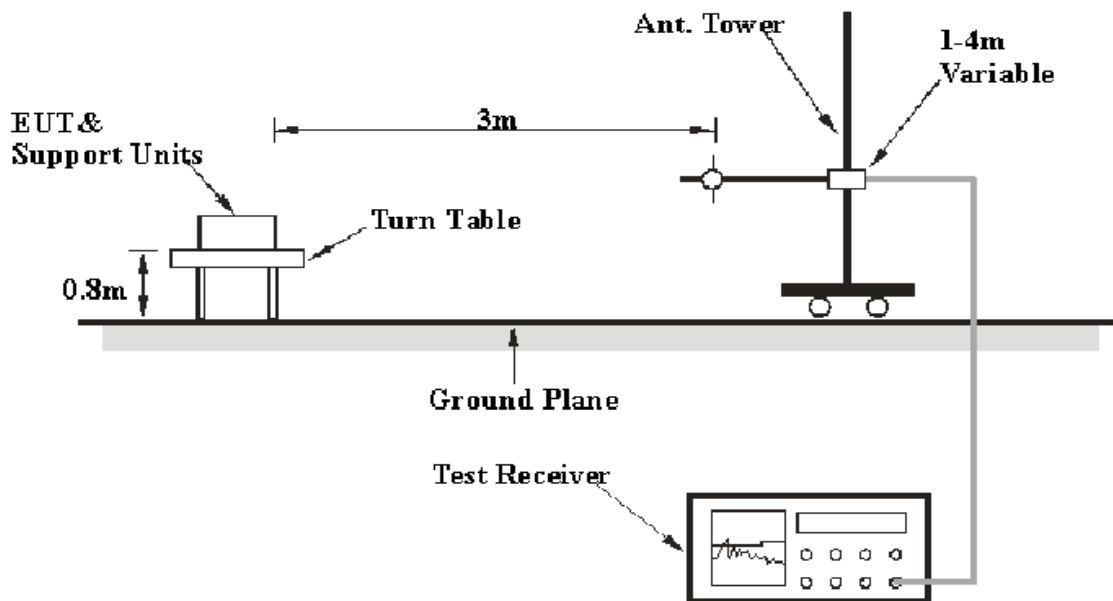 Ant. Tower
1-4m
Variable
3m
EUT &
Support Units
Turn Table
0.8m
Ground Plane
Test Receiver